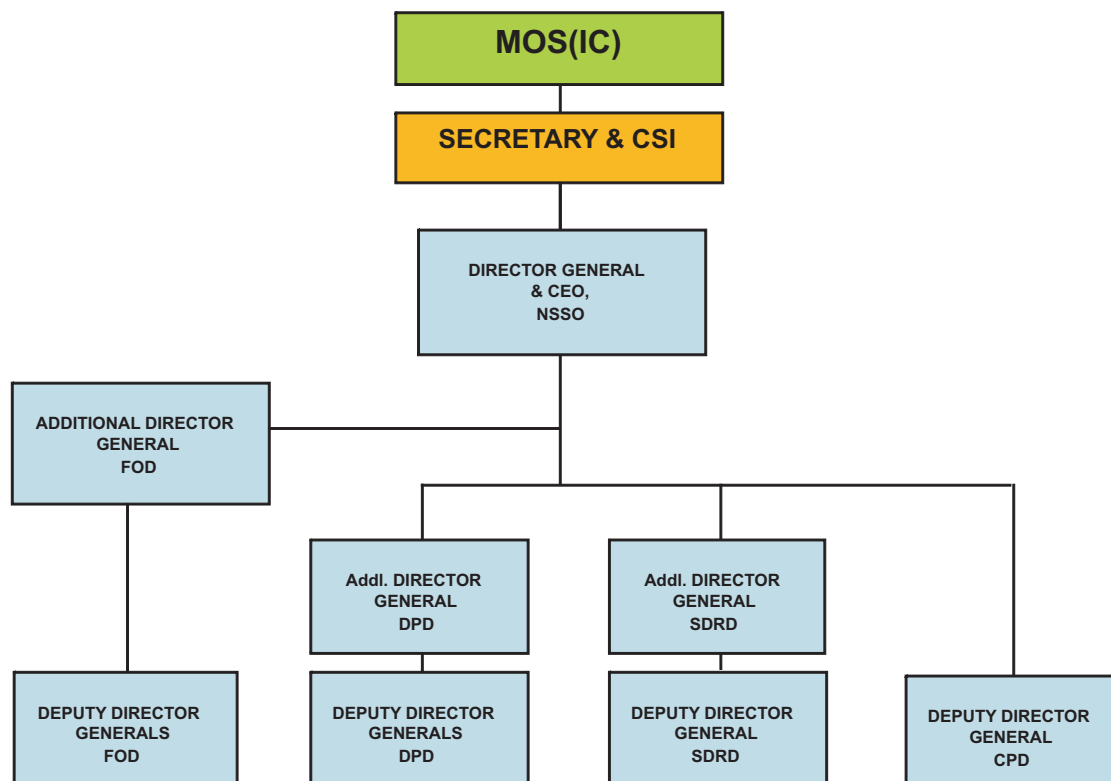 MOS(IC)
SECRETARY & CSI
DIRECTOR GENERAL
& CEO,
NSSO
ADDITIONAL DIRECTOR
GENERAL
FOD
Addl. DIRECTOR
GENERAL
DPD
Addl. DIRECTOR
GENERAL
SDRD
DEPUTY DIRECTOR
GENERALS
FOD
DEPUTY DIRECTOR
GENERALS
DPD
DEPUTY DIRECTOR
GENERAL
SDRD
DEPUTY DIRECTOR
GENERAL
CPD